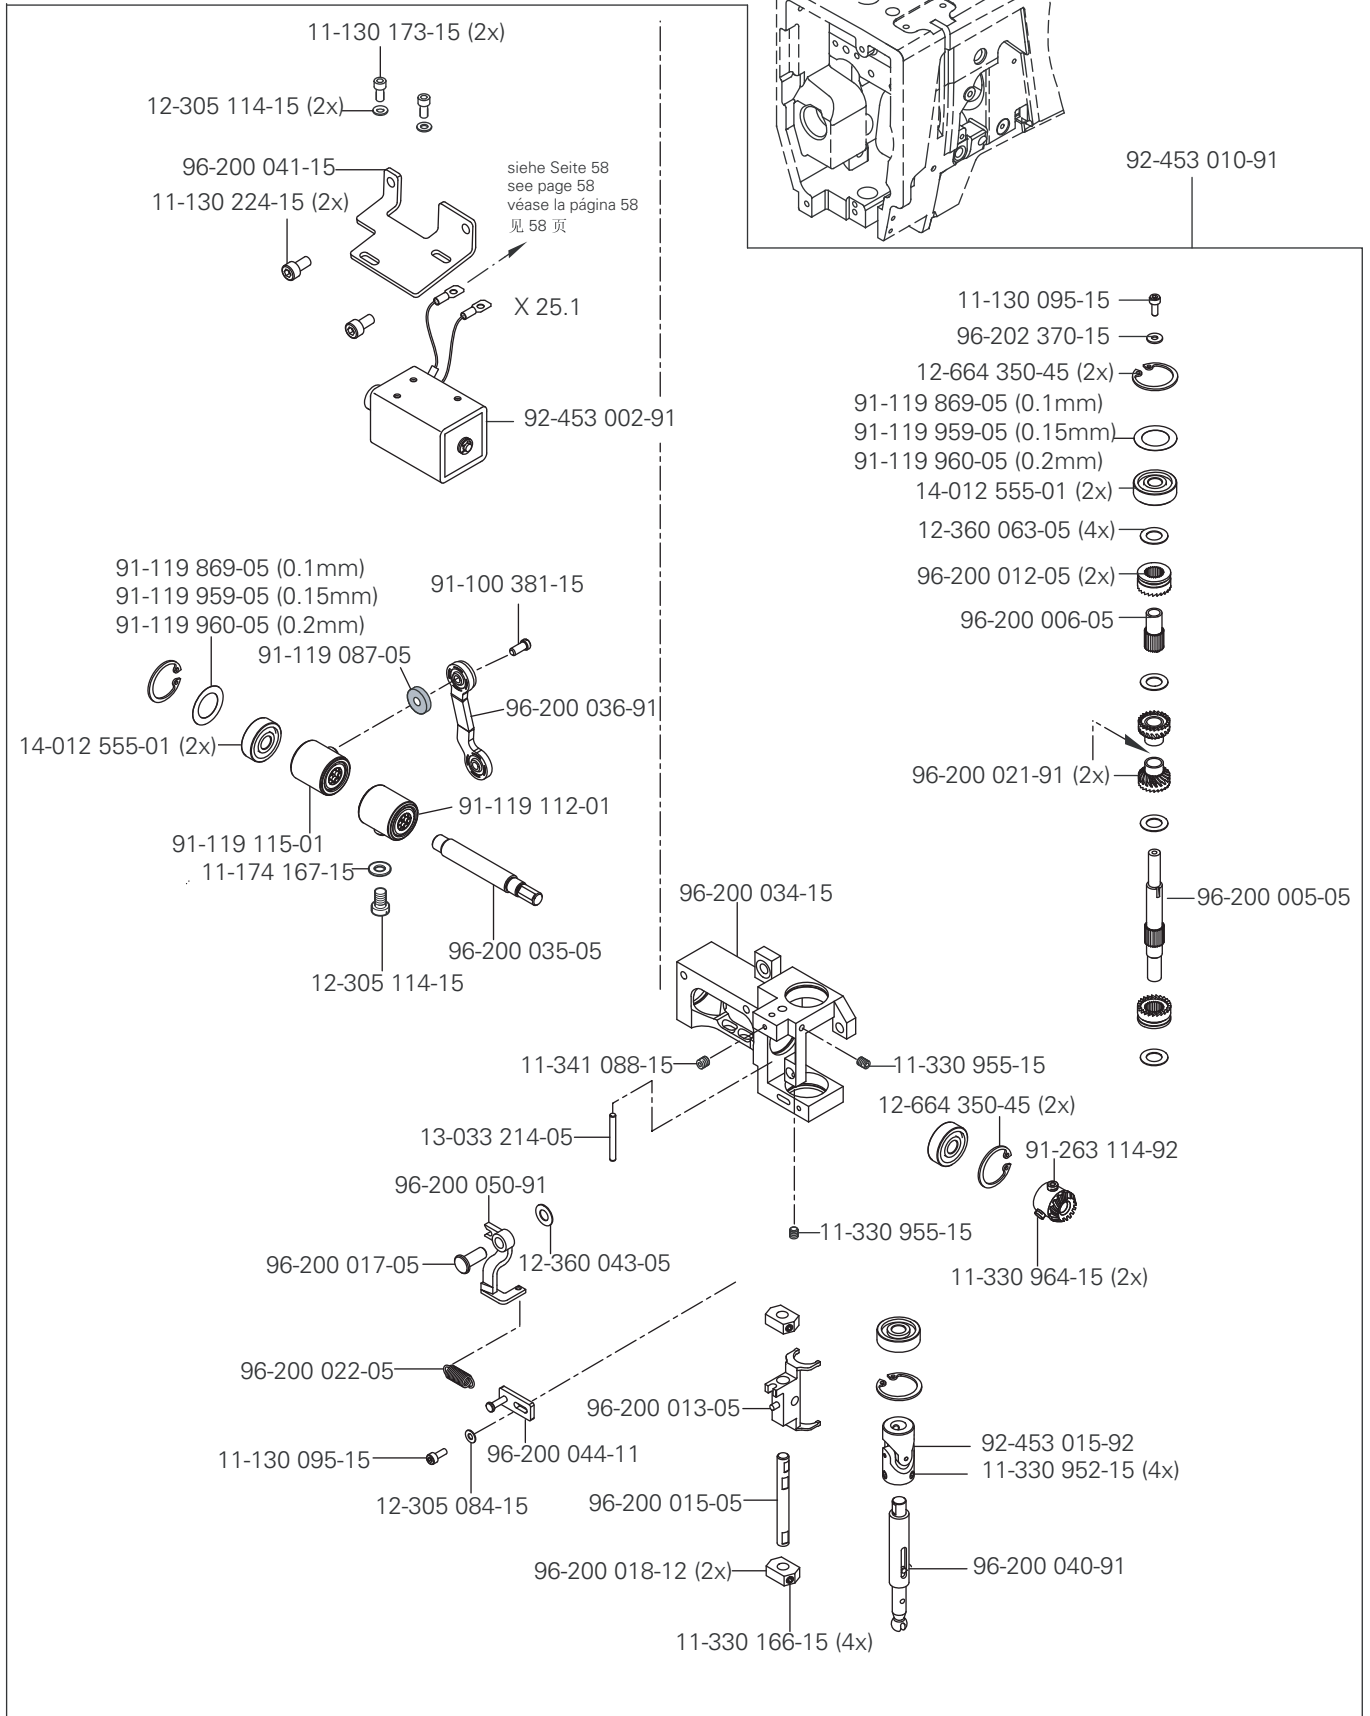 11-130 173-15 (2x)
12-305 114-15 (2x)
96-200 041-15
11-130 224-15 (2x)
siehe Seite 58
see page 58
véase la página 58
见 58 页
X 25.1
92-453 002-91
92-453 010-91
11-130 095-15
96-202 370-15
12-664 350-45 (2x)
91-119 869-05 (0.1mm)
91-119 959-05 (0.15mm)
91-119 960-05 (0.2mm)
14-012 555-01 (2x)
12-360 063-05 (4x)
96-200 012-05 (2x)
96-200 006-05
96-200 021-91 (2x)
96-200 005-05
91-119 869-05 (0.1mm)
91-119 959-05 (0.15mm)
91-119 960-05 (0.2mm)
91-100 381-15
91-119 087-05
96-200 036-91
14-012 555-01 (2x)
91-119 112-01
91-119 115-01
11-174 167-15
96-200 035-05
12-305 114-15
96-200 034-15
11-341 088-15
11-330 955-15
12-664 350-45 (2x)
13-033 214-05
91-263 114-92
96-200 050-91
11-330 955-15
96-200 017-05
12-360 043-05
11-330 964-15 (2x)
96-200 022-05
96-200 013-05
96-200 044-11
11-130 095-15
12-305 084-15
92-453 015-92
11-330 952-15 (4x)
96-200 015-05
96-200 018-12 (2x)
96-200 040-91
11-330 166-15 (4x)